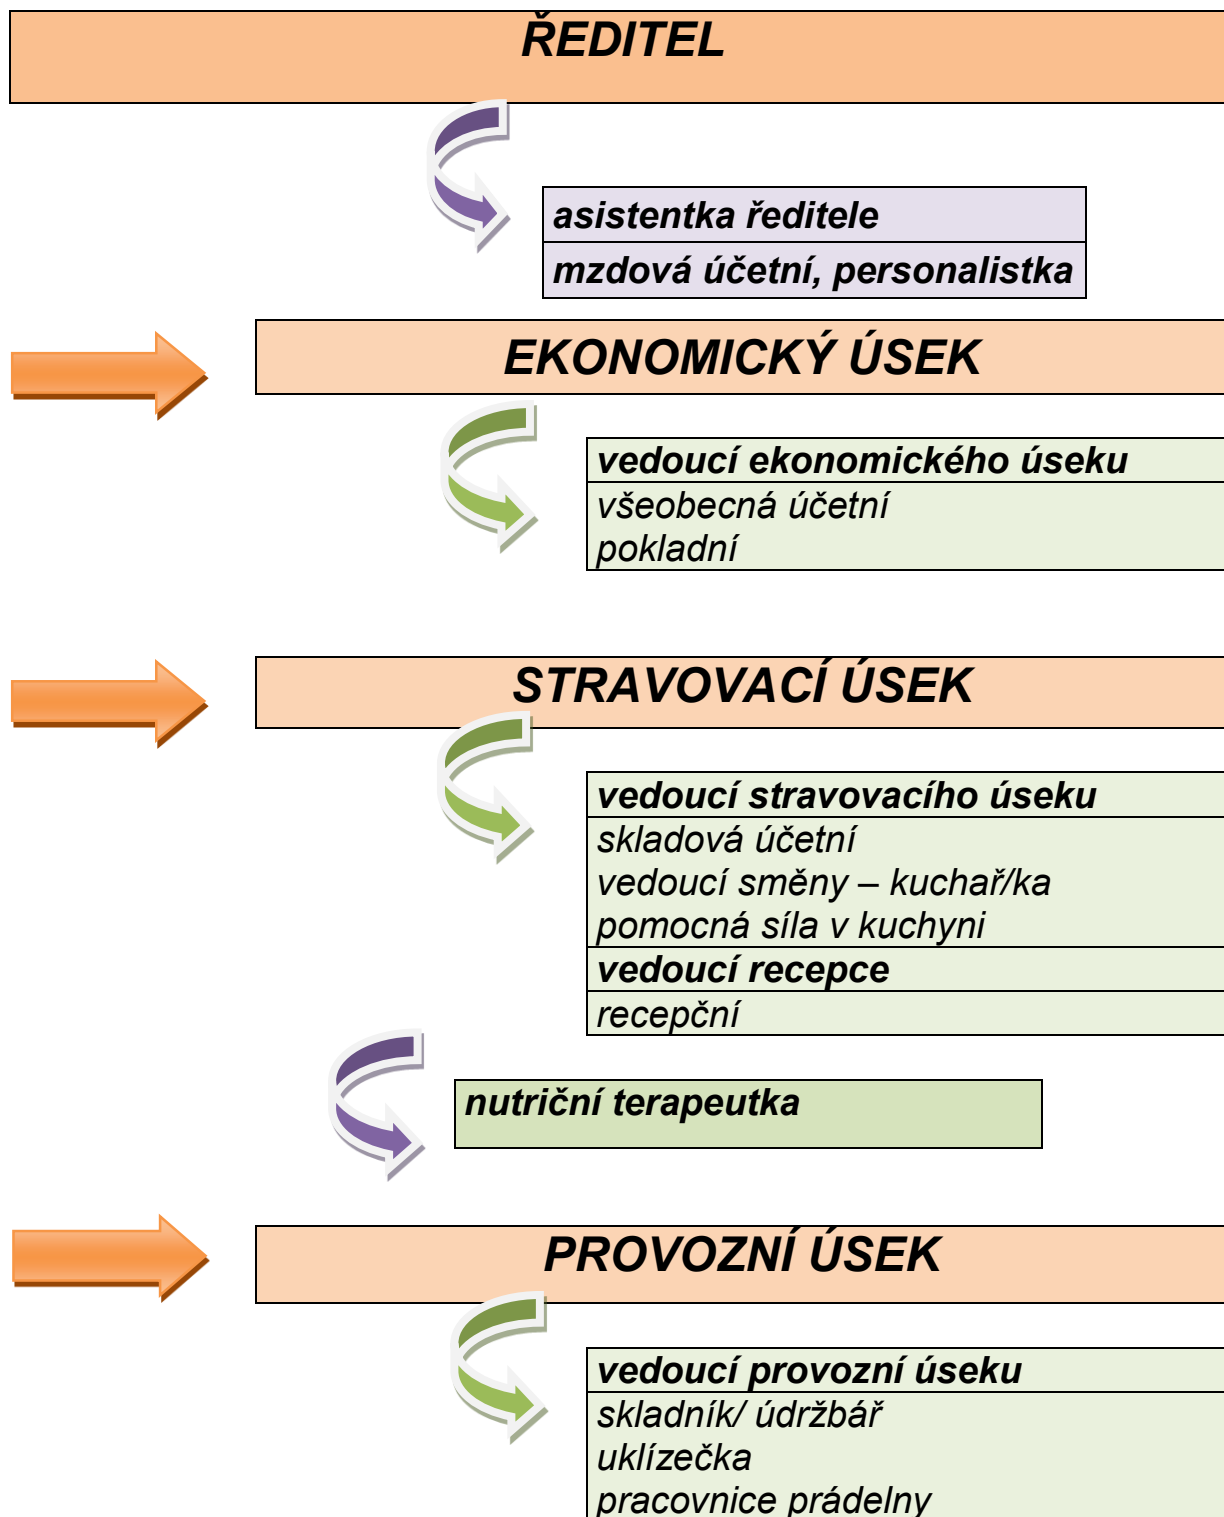 ŘEDITEL
asistentka ředitele
mzdová účetní, personalistka
EKONOMICKÝ ÚSEK
vedoucí ekonomického úseku
všeobecná účetní
pokladní
STRAVOVACÍ ÚSEK
vedoucí stravovacího úseku
skladová účetní
vedoucí směny – kuchař/ka
pomocná síla v kuchyni
vedoucí recepce
recepční
nutriční terapeutka
PROVOZNÍ ÚSEK
vedoucí provozní úseku
skladník/ údržbář
uklízečka
pracovnice prádelny